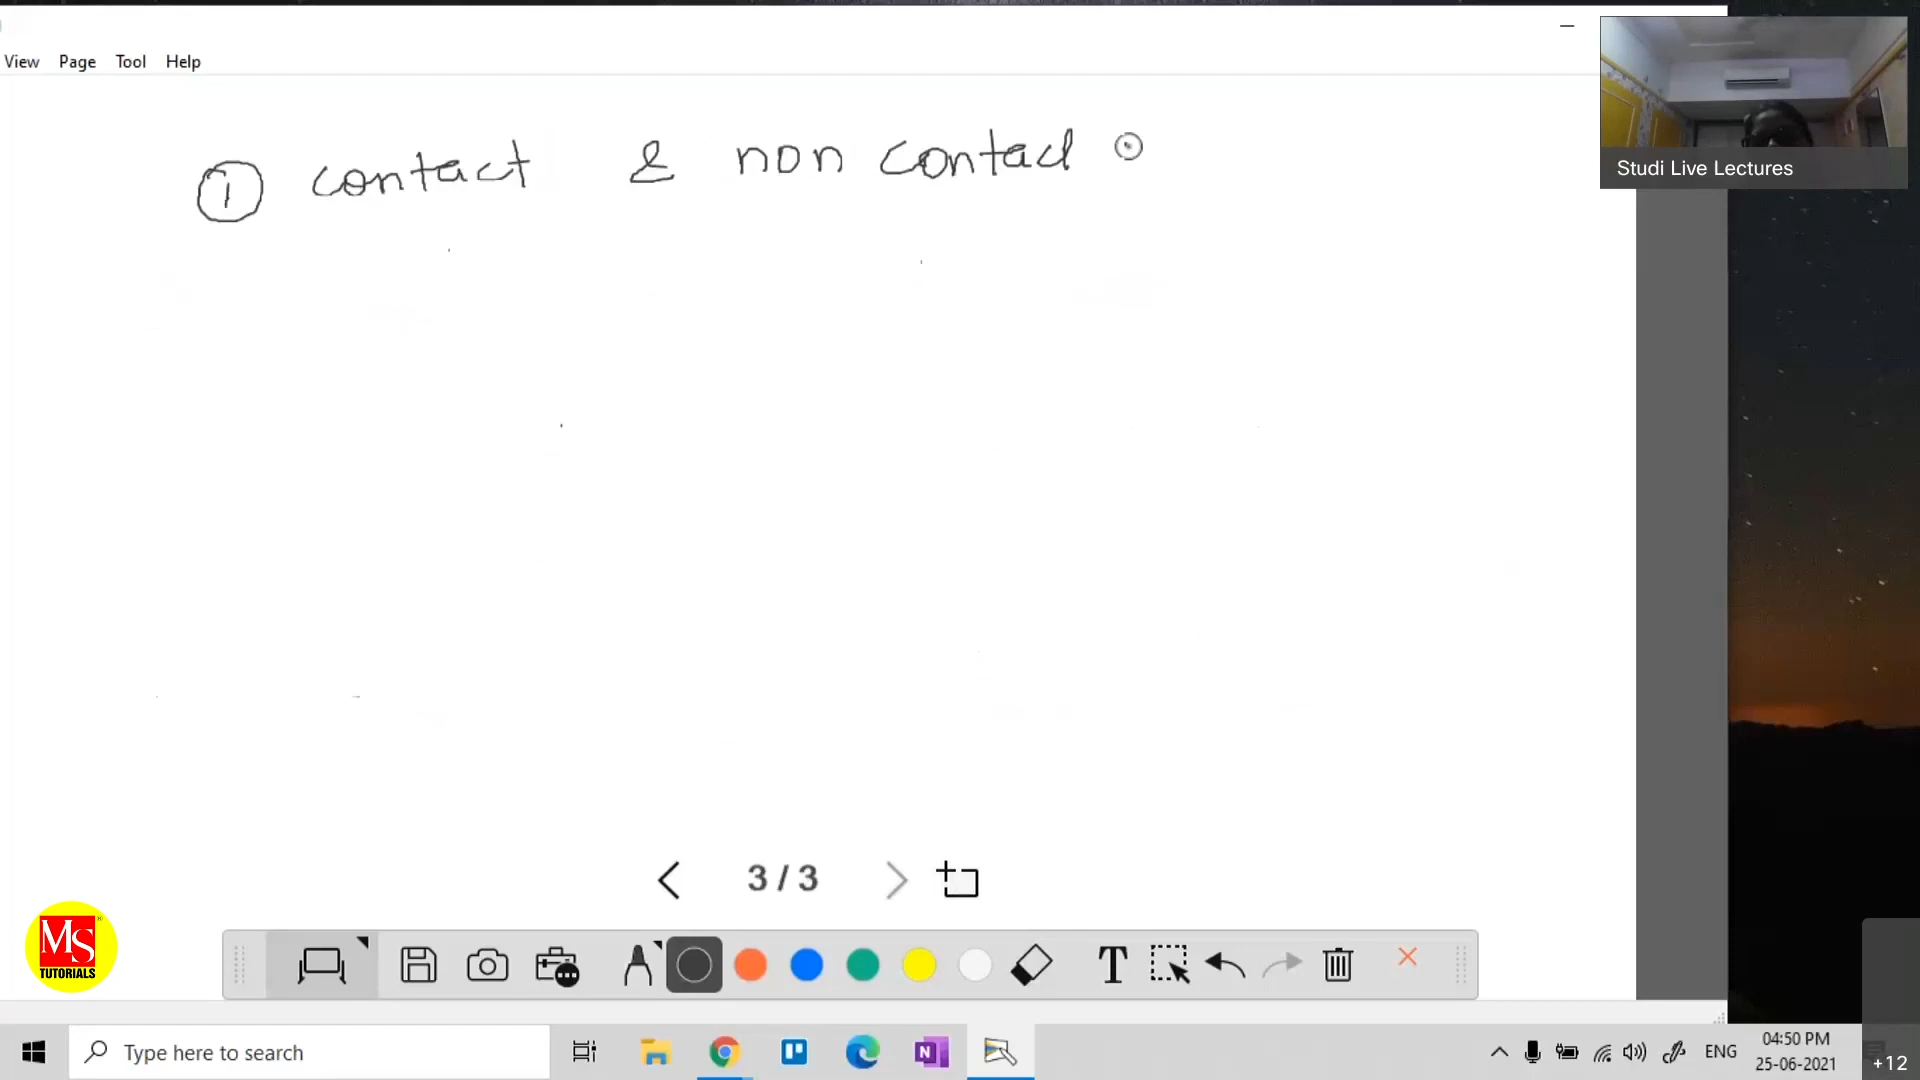 View Page Tool Help
Studi Live Lectures
① contact & non contact
3 / 3
MS
TUTORIALS
T
Type here to search
ENG
04:50 PM
25-06-2021
+12